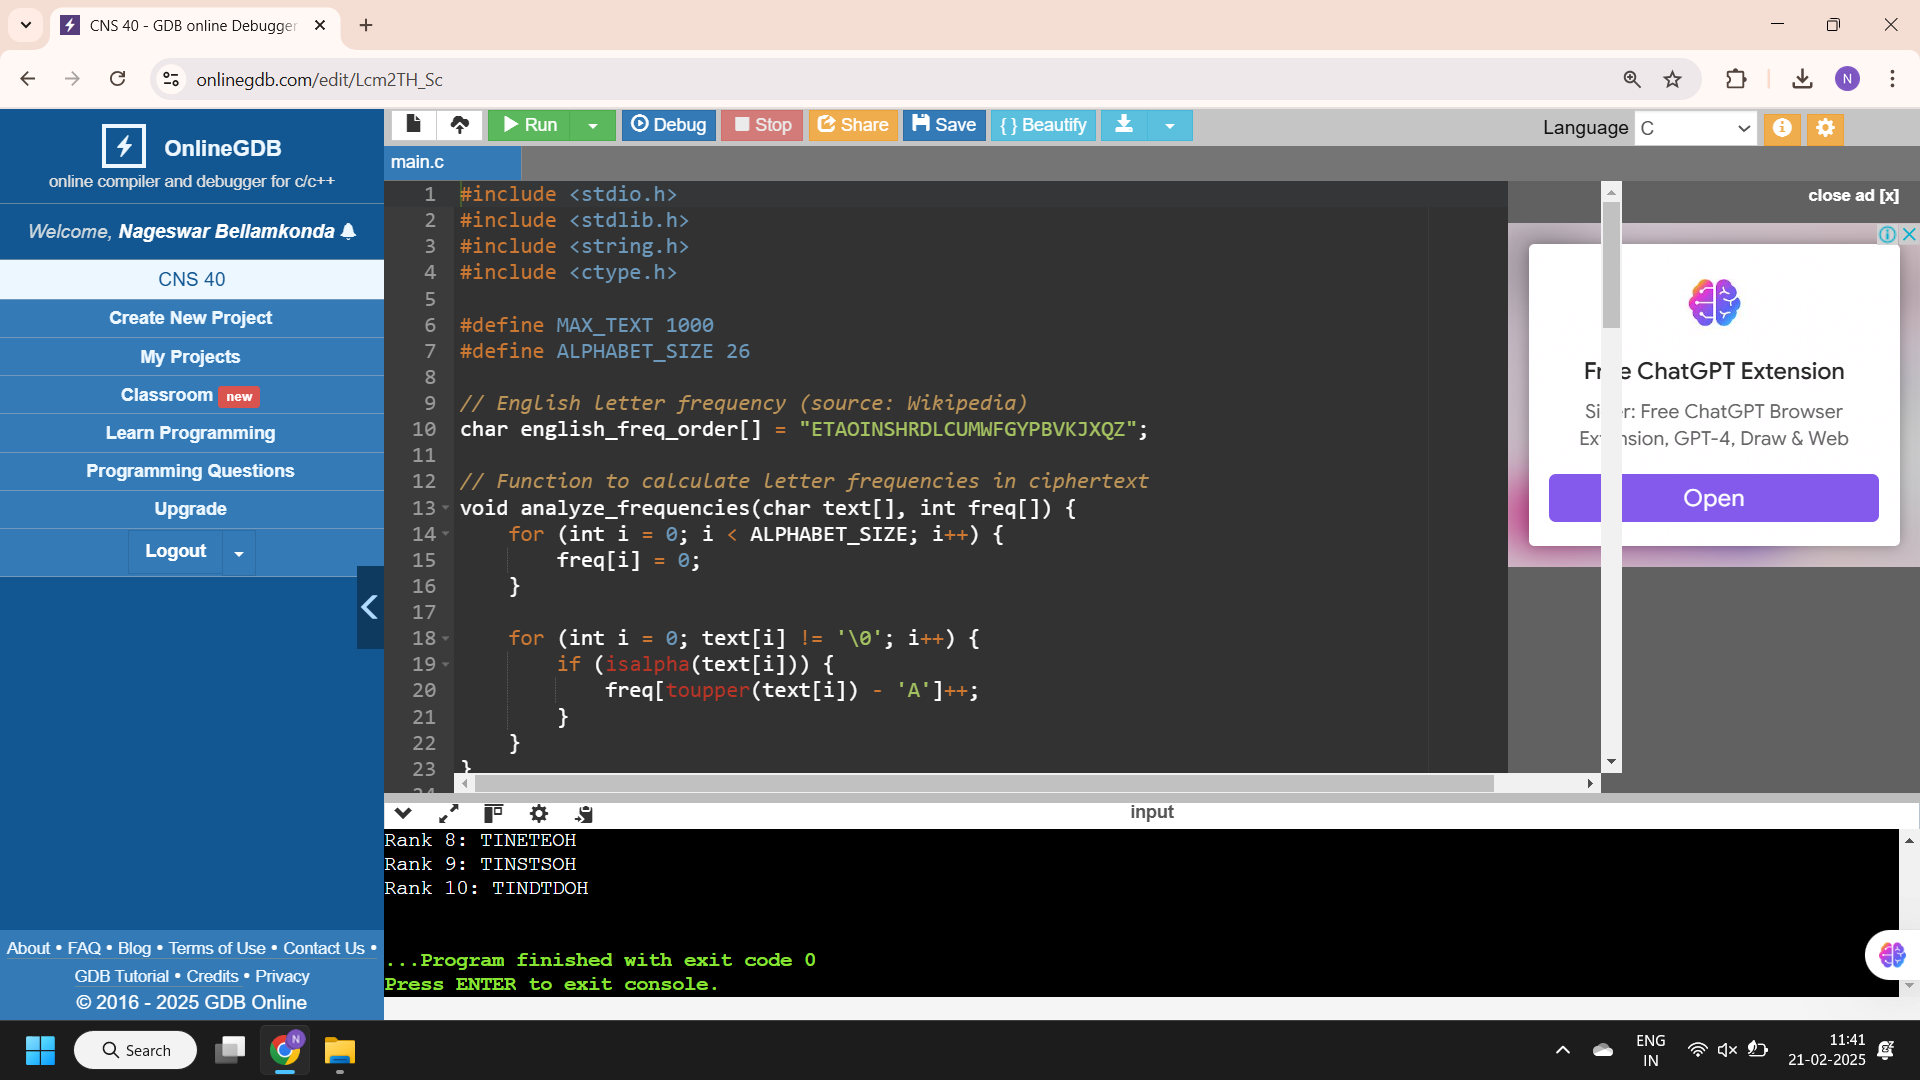 CNS 40 - GDB online Debugger
onlinegdb.com/edit/Lcm2TH_Sc
N
OnlineGDB
online compiler and debugger for c/c++
Welcome, Nageswar Bellamkonda
CNS 40
Create New Project
My Projects
Classroom new
Learn Programming
Programming Questions
Upgrade
Logout
About • FAQ • Blog • Terms of Use • Contact Us •
GDB Tutorial • Credits • Privacy
© 2016 - 2025 GDB Online
Run
Debug
Stop
Share
Save
{ } Beautify
Language C
main.c
1 #include <stdio.h>
2 #include <stdlib.h>
3 #include <string.h>
4 #include <ctype.h>
5
6 #define MAX_TEXT 1000
7 #define ALPHABET_SIZE 26
8
9 // English letter frequency (source: Wikipedia)
10 char english_freq_order[] = "ETAOINSHRDLCUMWFGYPBVKJXQZ";
11
12 // Function to calculate letter frequencies in ciphertext
13 void analyze_frequencies(char text[], int freq[]) {
14 for (int i = 0; i < ALPHABET_SIZE; i++) {
15 freq[i] = 0;
16 }
17
18 for (int i = 0; text[i] != '\0'; i++) {
19 if (isalpha(text[i])) {
20 freq[toupper(text[i]) - 'A']++;
21 }
22 }
23 }
close ad [x]
Free ChatGPT Extension
Sider: Free ChatGPT Browser
Extension, GPT-4, Draw & Web
Open
input
Rank 8: TINETEOH
Rank 9: TINSTSOH
Rank 10: TINDTDOH
...Program finished with exit code 0
Press ENTER to exit console.
Search
N
ENG
IN
11:41
21-02-2025